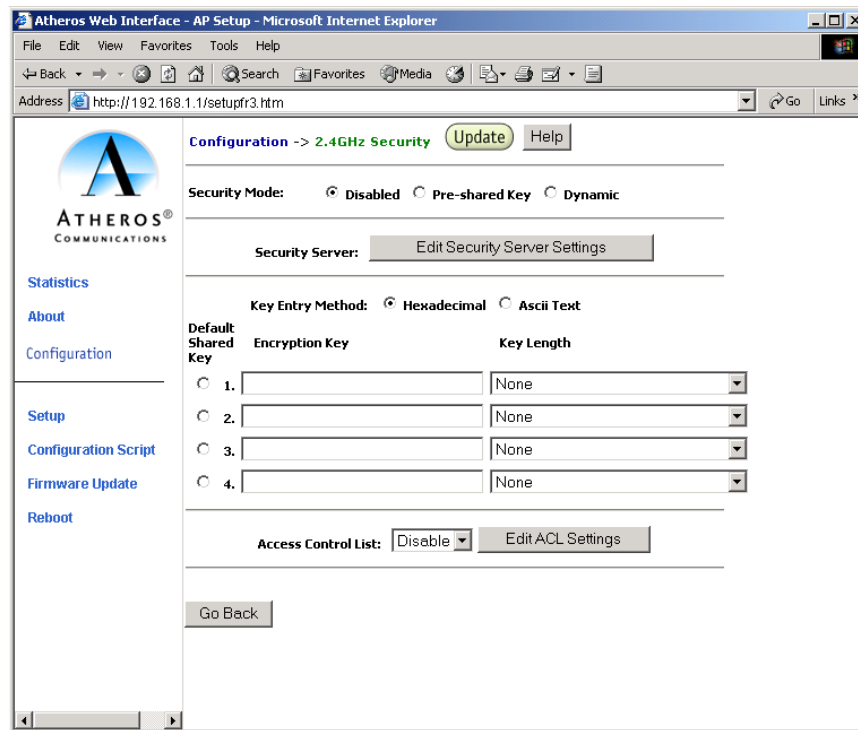 Atheros Web Interface - AP Setup - Microsoft Internet Explorer
File Edit View Favorites Tools Help
Back Search Favorites Media
Address http://192.168.1.1/setupfr3.htm Go Links »
Configuration -> 2.4GHz Security Update Help
Security Mode: Disabled Pre-shared Key Dynamic
ATHEROS®
COMMUNICATIONS
Security Server: Edit Security Server Settings
Statistics
Key Entry Method: Hexadecimal Ascii Text
About
Default Shared Key Encryption Key Key Length
Configuration
1. None
2. None
Setup
3. None
Configuration Script
4. None
Firmware Update
Reboot
Access Control List: Disable Edit ACL Settings
Go Back